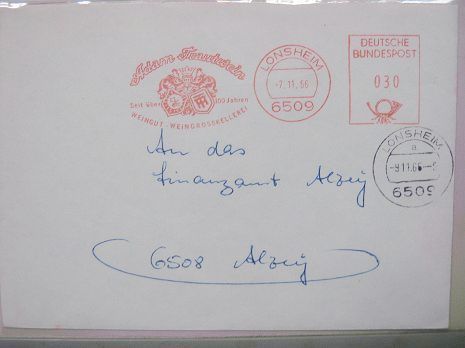 Adam Faustwein
Seit über 100 Jahren
WEINGUT - WEINGROSSKELLEREI
LONSHEIM
-7.11.66
6509
DEUTSCHE
BUNDESPOST
030
LONSHEIM
a
-9.11.66-
6509
An das
Finanzamt Alzey
6508 Alzey